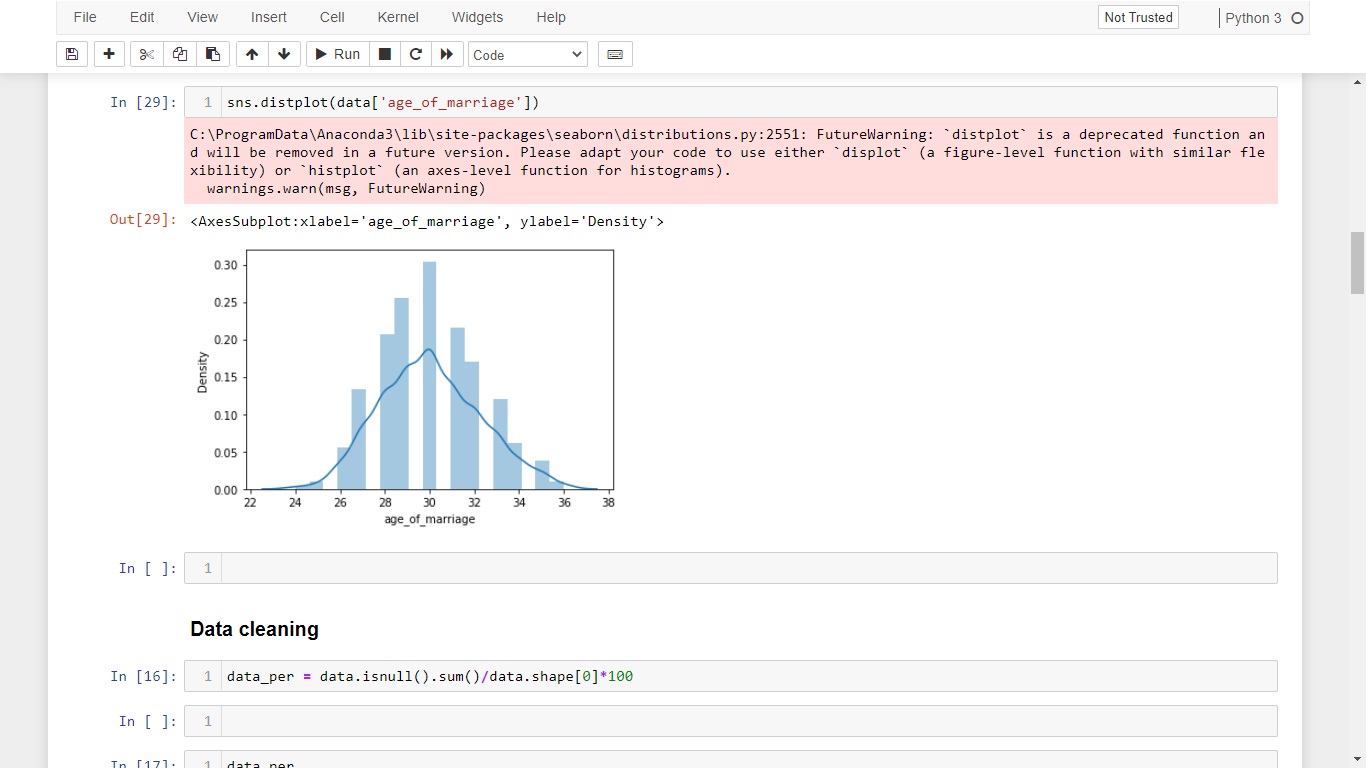 File Edit View Insert Cell Kernel Widgets Help Not Trusted Python 3
Run Code
In [29]: 1 sns.distplot(data['age_of_marriage'])
C:\ProgramData\Anaconda3\lib\site-packages\seaborn\distributions.py:2551: FutureWarning: `distplot` is a deprecated function an
d will be removed in a future version. Please adapt your code to use either `displot` (a figure-level function with similar fle
xibility) or `histplot` (an axes-level function for histograms).
  warnings.warn(msg, FutureWarning)
Out[29]: <AxesSubplot:xlabel='age_of_marriage', ylabel='Density'>
0.30
0.25
0.20
0.15
0.10
0.05
0.00
Density
22 24 26 28 30 32 34 36 38
age_of_marriage
In [ ]: 1
Data cleaning
In [16]: 1 data_per = data.isnull().sum()/data.shape[0]*100
In [ ]: 1
In [17]: 1 data_per